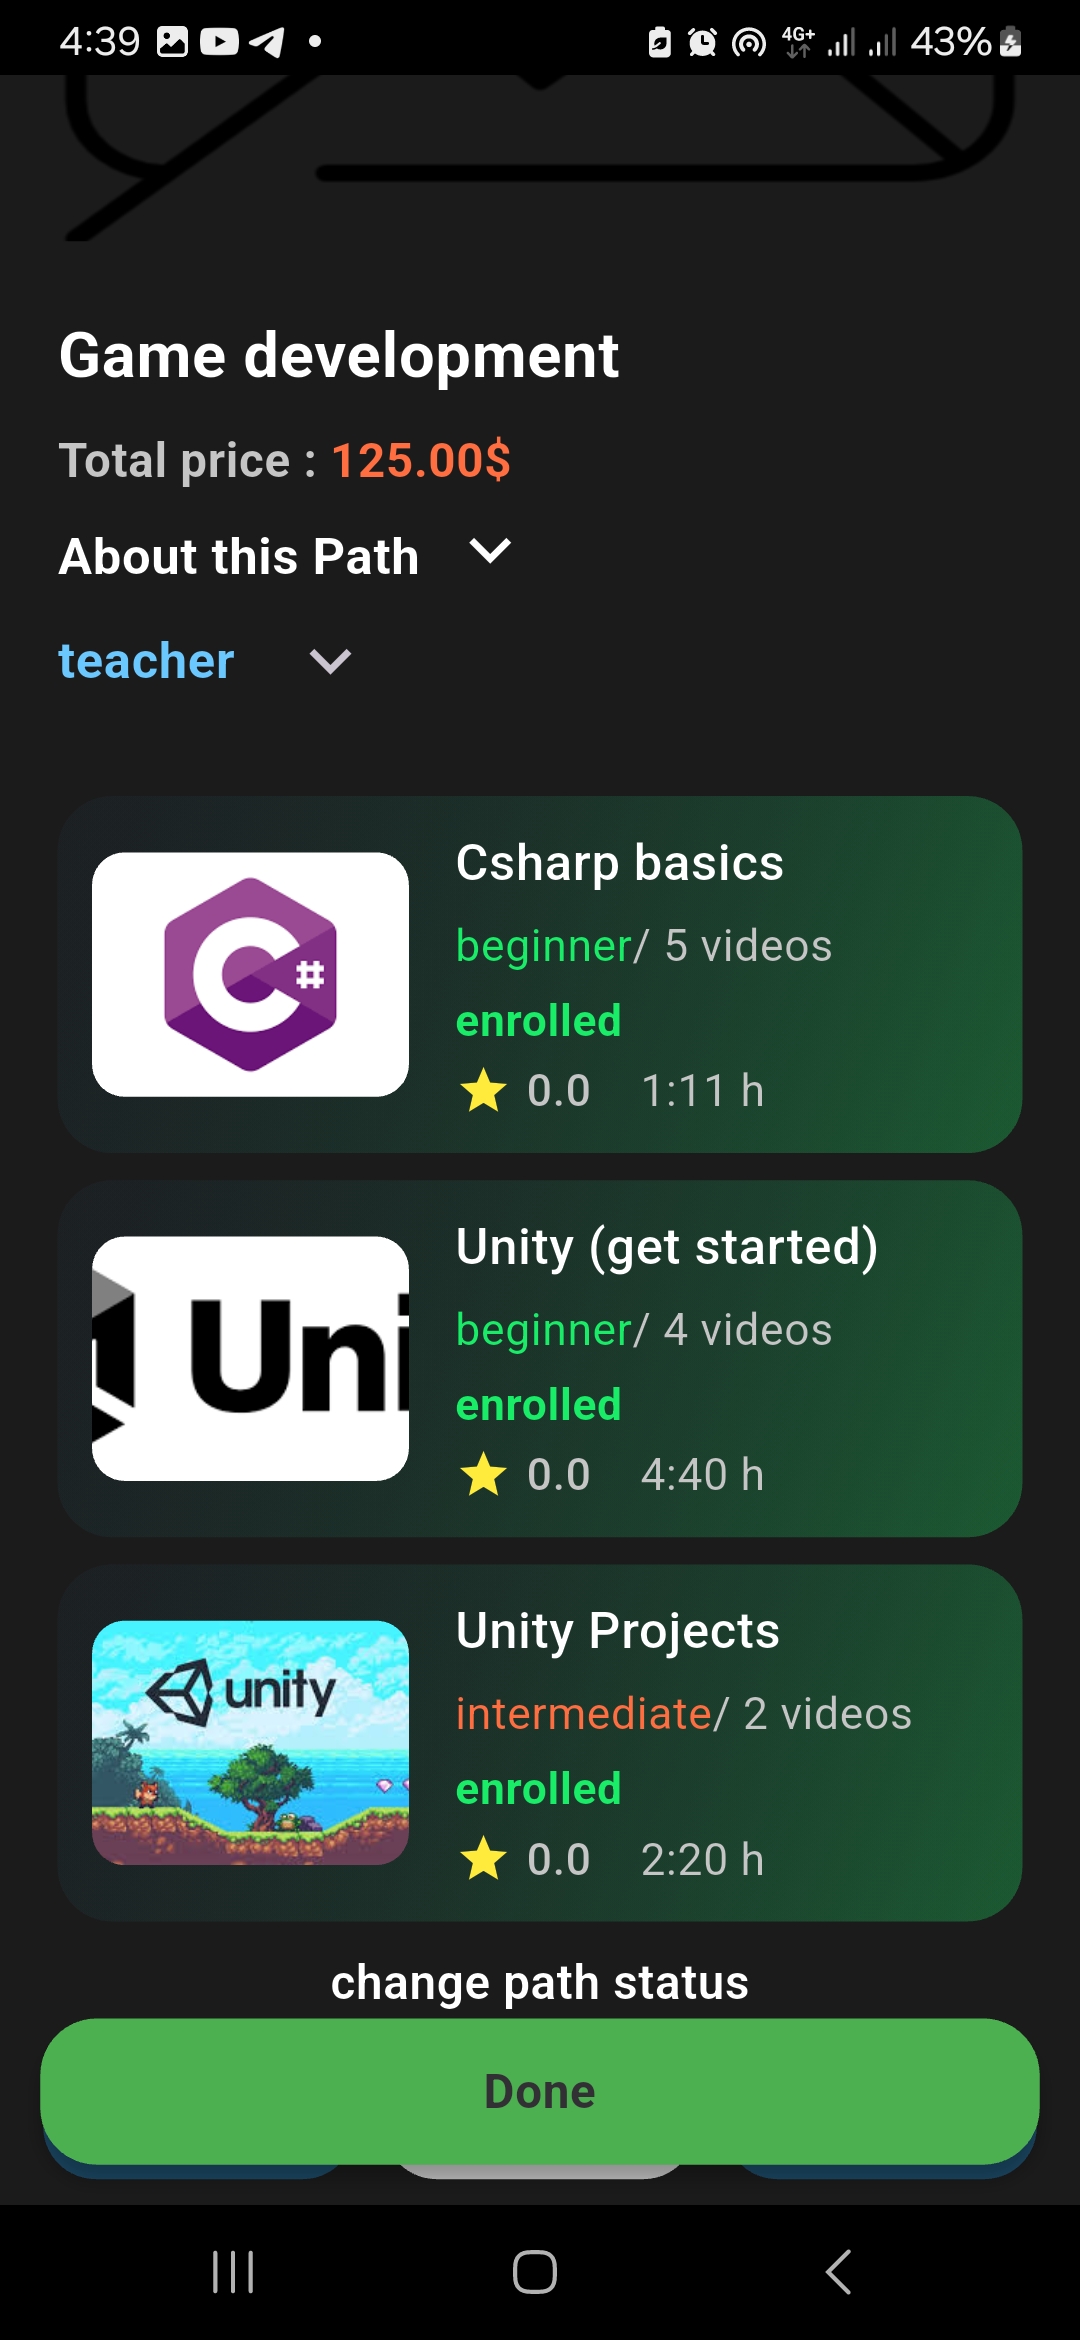 4:39
4G+ 43%
Game development
Total price : 125.00$
About this Path
teacher
Csharp basics
beginner/ 5 videos
enrolled
0.0 1:11 h
C#
Unity (get started)
beginner/ 4 videos
enrolled
0.0 4:40 h
Uni
Unity Projects
intermediate/ 2 videos
enrolled
0.0 2:20 h
unity
change path status
Done